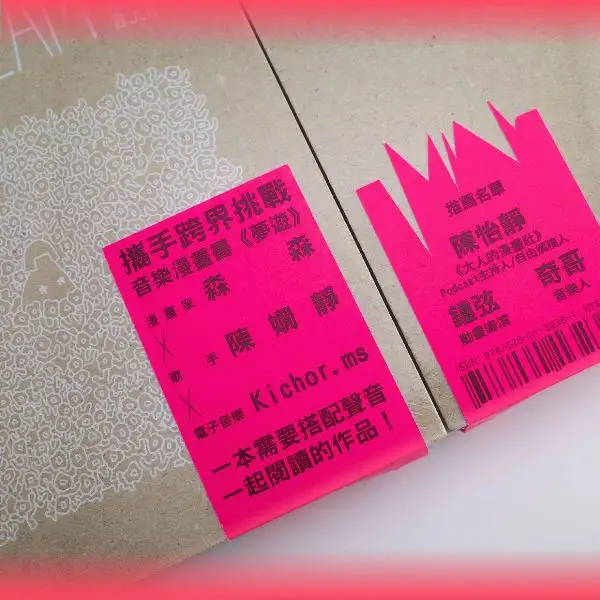 攜手跨界挑戰
音樂漫畫書《夢遊》
漫畫家 森 森
X
歌 手 陳嫺靜
X
電子音樂 Kichor.ms
一本需要搭配聲音
一起閱讀的作品！
推薦名單
陳怡靜
《大人的漫畫社》
Podcast主持人/自由撰稿人
動畫導演
奇哥
音樂人